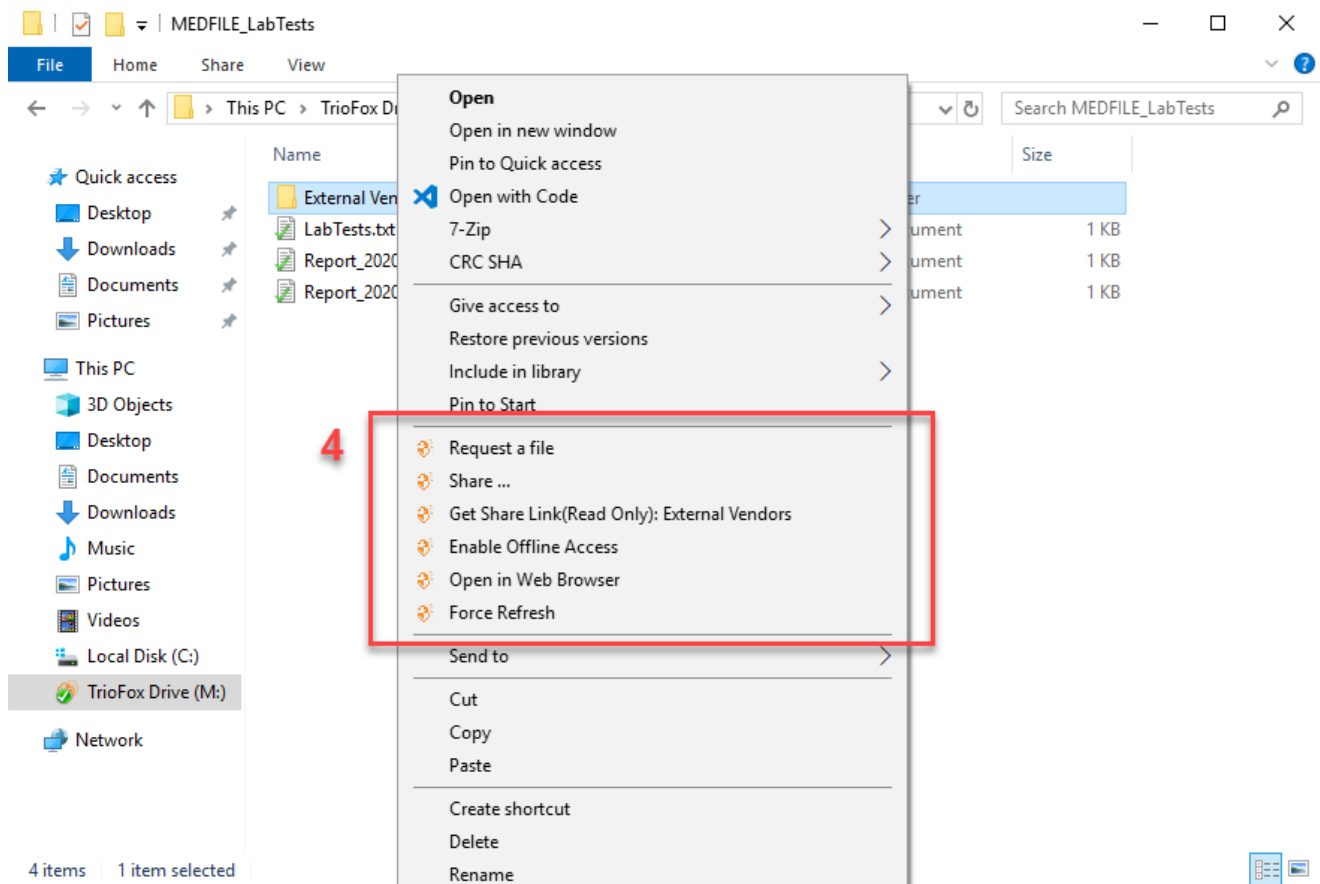 MEDFILE_LabTests
File Home Share View
This PC > TrioFox Dr
Search MEDFILE_LabTests
Quick access
Desktop
Downloads
Documents
Pictures
This PC
3D Objects
Desktop
Documents
Downloads
Music
Pictures
Videos
Local Disk (C:)
TrioFox Drive (M:)
Network
Name Size
External Ven er
LabTests.txt ument 1 KB
Report_2020 ument 1 KB
Report_2020 ument 1 KB
Open
Open in new window
Pin to Quick access
Open with Code
7-Zip
CRC SHA
Give access to
Restore previous versions
Include in library
Pin to Start
4
Request a file
Share ...
Get Share Link(Read Only): External Vendors
Enable Offline Access
Open in Web Browser
Force Refresh
Send to
Cut
Copy
Paste
Create shortcut
Delete
Rename
4 items 1 item selected